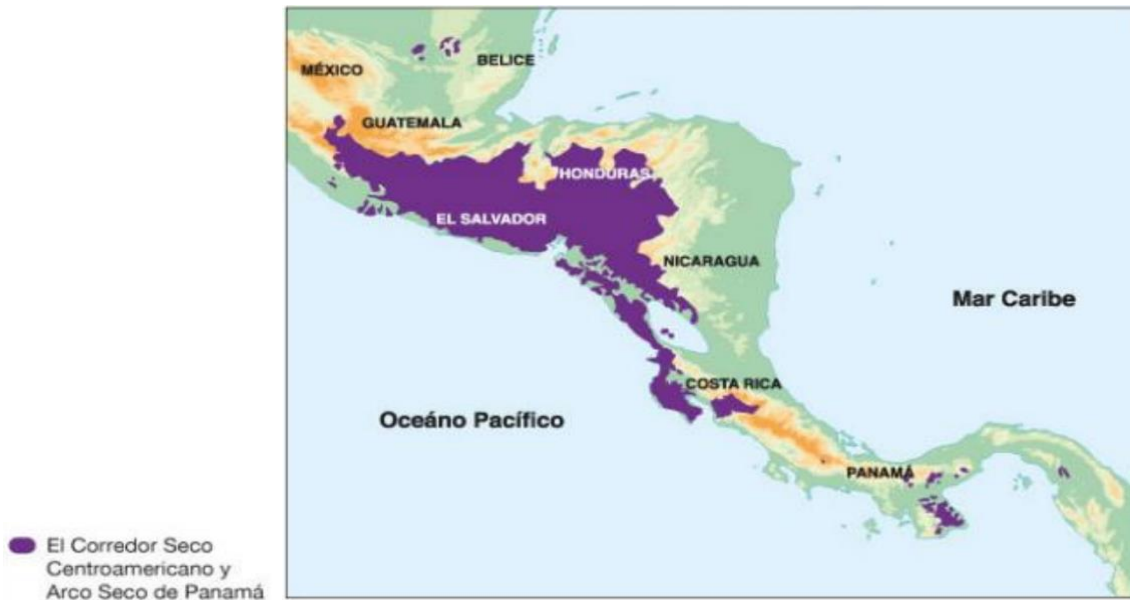 BELICE
MÉXICO
GUATEMALA
HONDURAS
EL SALVADOR
NICARAGUA
Mar Caribe
COSTA RICA
Oceáno Pacífico
PANAMÁ
El Corredor Seco
Centroamericano y
Arco Seco de Panamá